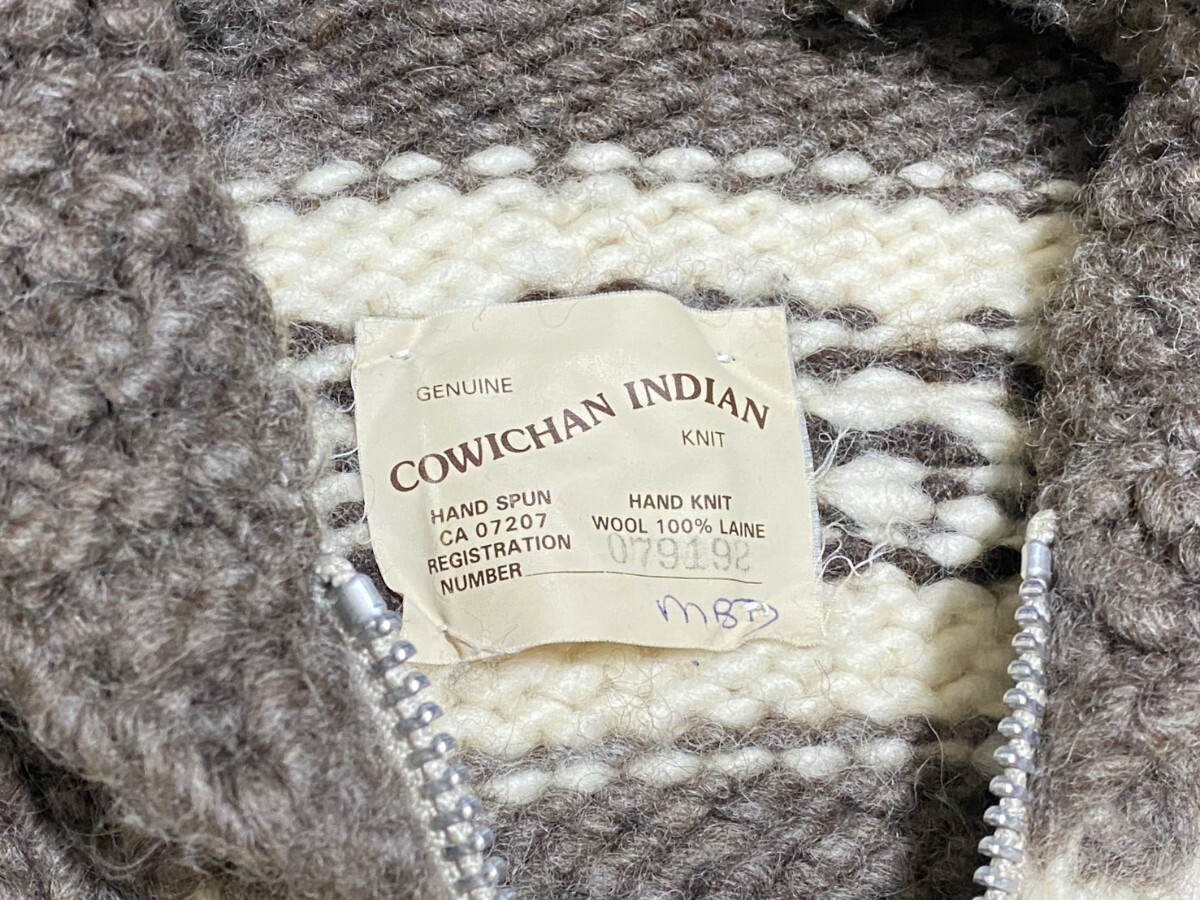 GENUINE
COWICHAN INDIAN
KNIT
HAND SPUN
CA 07207
REGISTRATION
NUMBER
HAND KNIT
WOOL 100% LAINE
079192